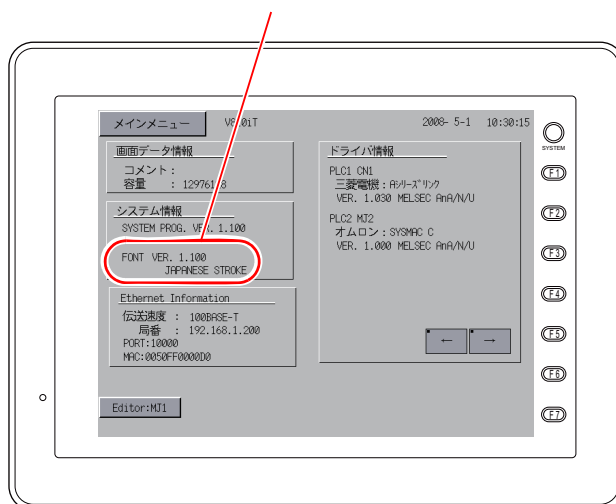 メインメニュー
2008- 5-1 10:30:15
SYSTEM
画面データ情報
コメント:
容量 :
システム情報
SYSTEM PROG. VER. 1.100
FONT VER. 1.100
JAPANESE STROKE
Ethernet Information
伝送速度 : 100BASE-T
局番 : 192.168.1.200
PORT:10000
MAC:0050FF0000D0
Editor:MJ1
ドライバ情報
PLC1 CN1
三菱電機:Aシリーズリンク
VER. 1.030 MELSEC AnA/N/U
PLC2 MJ2
オムロン:SYSMAC C
VER. 1.000 MELSEC AnA/N/U
← →
F1
F2
F3
F4
F5
F6
F7